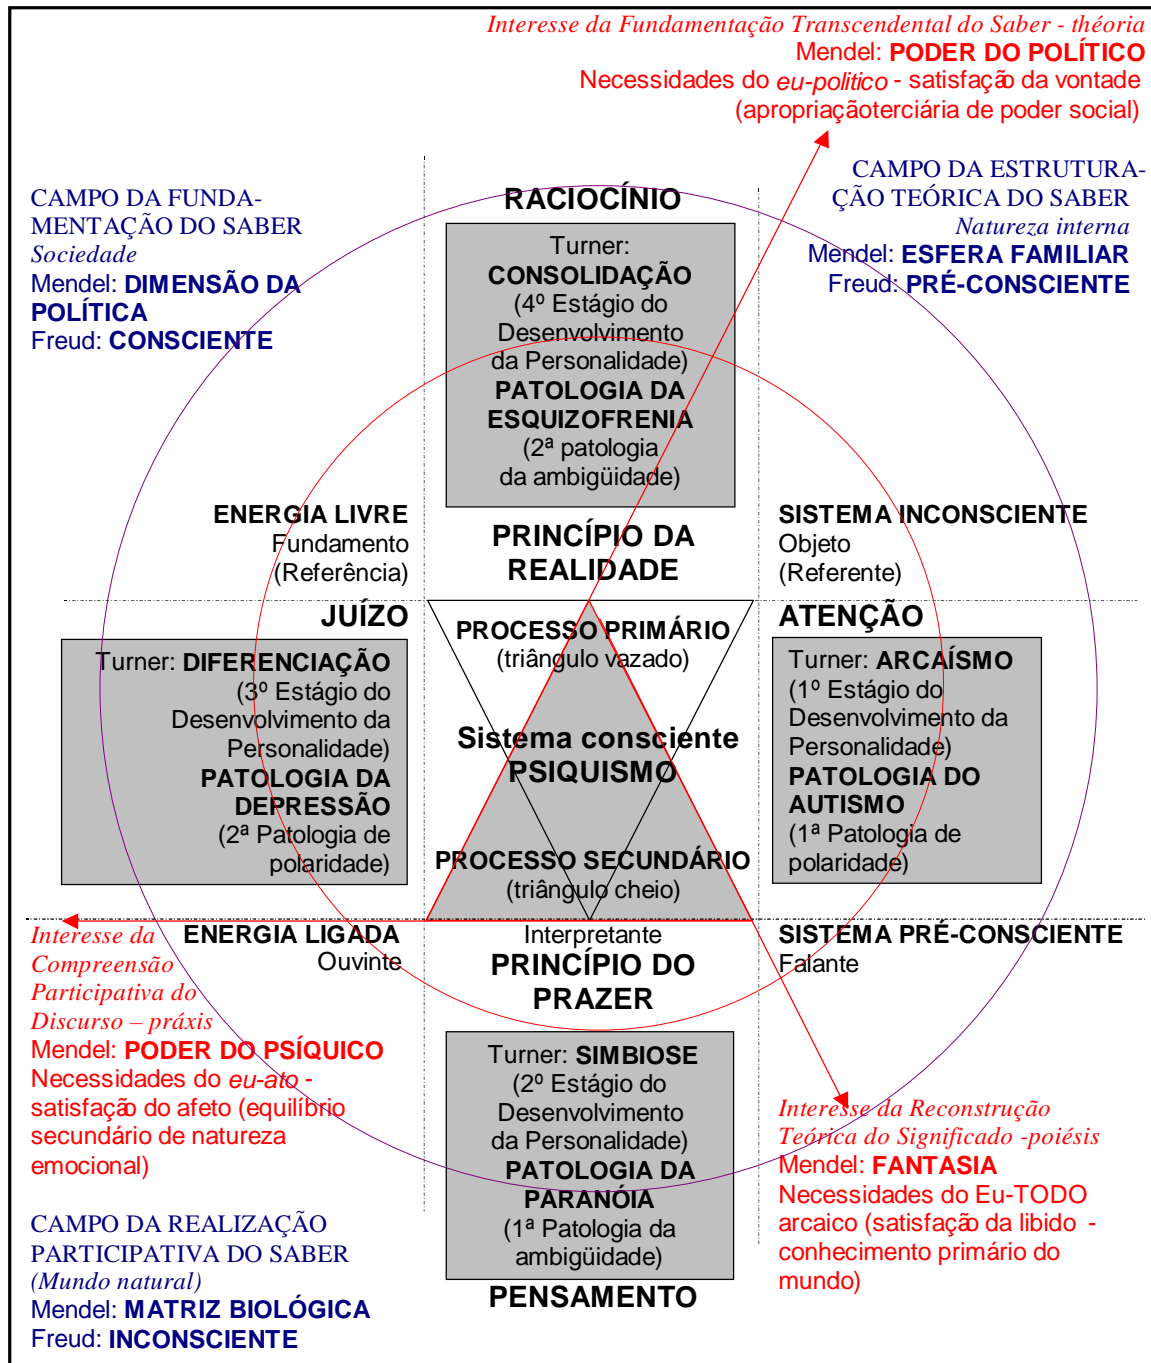 Interesse da Fundamentação Transcendental do Saber - théoria
Mendel: PODER DO POLÍTICO
Necessidades do eu-politico - satisfação da vontade
(apropriaçãoterciária de poder social)
CAMPO DA FUNDA-
MENTAÇÃO DO SABER
Sociedade
Mendel: DIMENSÃO DA
POLÍTICA
Freud: CONSCIENTE
RACIOCÍNIO
Turner:
CONSOLIDAÇÃO
(4º Estágio do
Desenvolvimento
da Personalidade)
PATOLOGIA DA
ESQUIZOFRENIA
(2ª patologia
da ambigüidade)
CAMPO DA ESTRUTURA-
ÇÃO TEÓRICA DO SABER
Natureza interna
Mendel: ESFERA FAMILIAR
Freud: PRÉ-CONSCIENTE
ENERGIA LIVRE
Fundamento
(Referência)
PRINCÍPIO DA
REALIDADE
SISTEMA INCONSCIENTE
Objeto
(Referente)
JUÍZO
Turner: DIFERENCIAÇÃO
(3º Estágio do
Desenvolvimento da
Personalidade)
PATOLOGIA DA
DEPRESSÃO
(2ª Patologia de
polaridade)
PROCESSO PRIMÁRIO
(triângulo vazado)
Sistema consciente
PSIQUISMO
PROCESSO SECUNDÁRIO
(triângulo cheio)
ATENÇÃO
Turner: ARCAÍSMO
(1º Estágio do
Desenvolvimento da
Personalidade)
PATOLOGIA DO
AUTISMO
(1ª Patologia de
polaridade)
ENERGIA LIGADA
Ouvinte
Interpretante
PRINCÍPIO DO
PRAZER
SISTEMA PRÉ-CONSCIENTE
Falante
Interesse da
Compreensão
Participativa do
Discurso – práxis
Mendel: PODER DO PSÍQUICO
Necessidades do eu-ato -
satisfação do afeto (equilíbrio
secundário de natureza
emocional)
Turner: SIMBIOSE
(2º Estágio do
Desenvolvimento
da Personalidade)
PATOLOGIA DA
PARANÓIA
(1ª Patologia da
ambigüidade)
PENSAMENTO
Interesse da Reconstrução
Teórica do Significado -poiésis
Mendel: FANTASIA
Necessidades do Eu-TODO
arcaico (satisfação da libido -
conhecimento primário do
mundo)
CAMPO DA REALIZAÇÃO
PARTICIPATIVA DO SABER
(Mundo natural)
Mendel: MATRIZ BIOLÓGICA
Freud: INCONSCIENTE